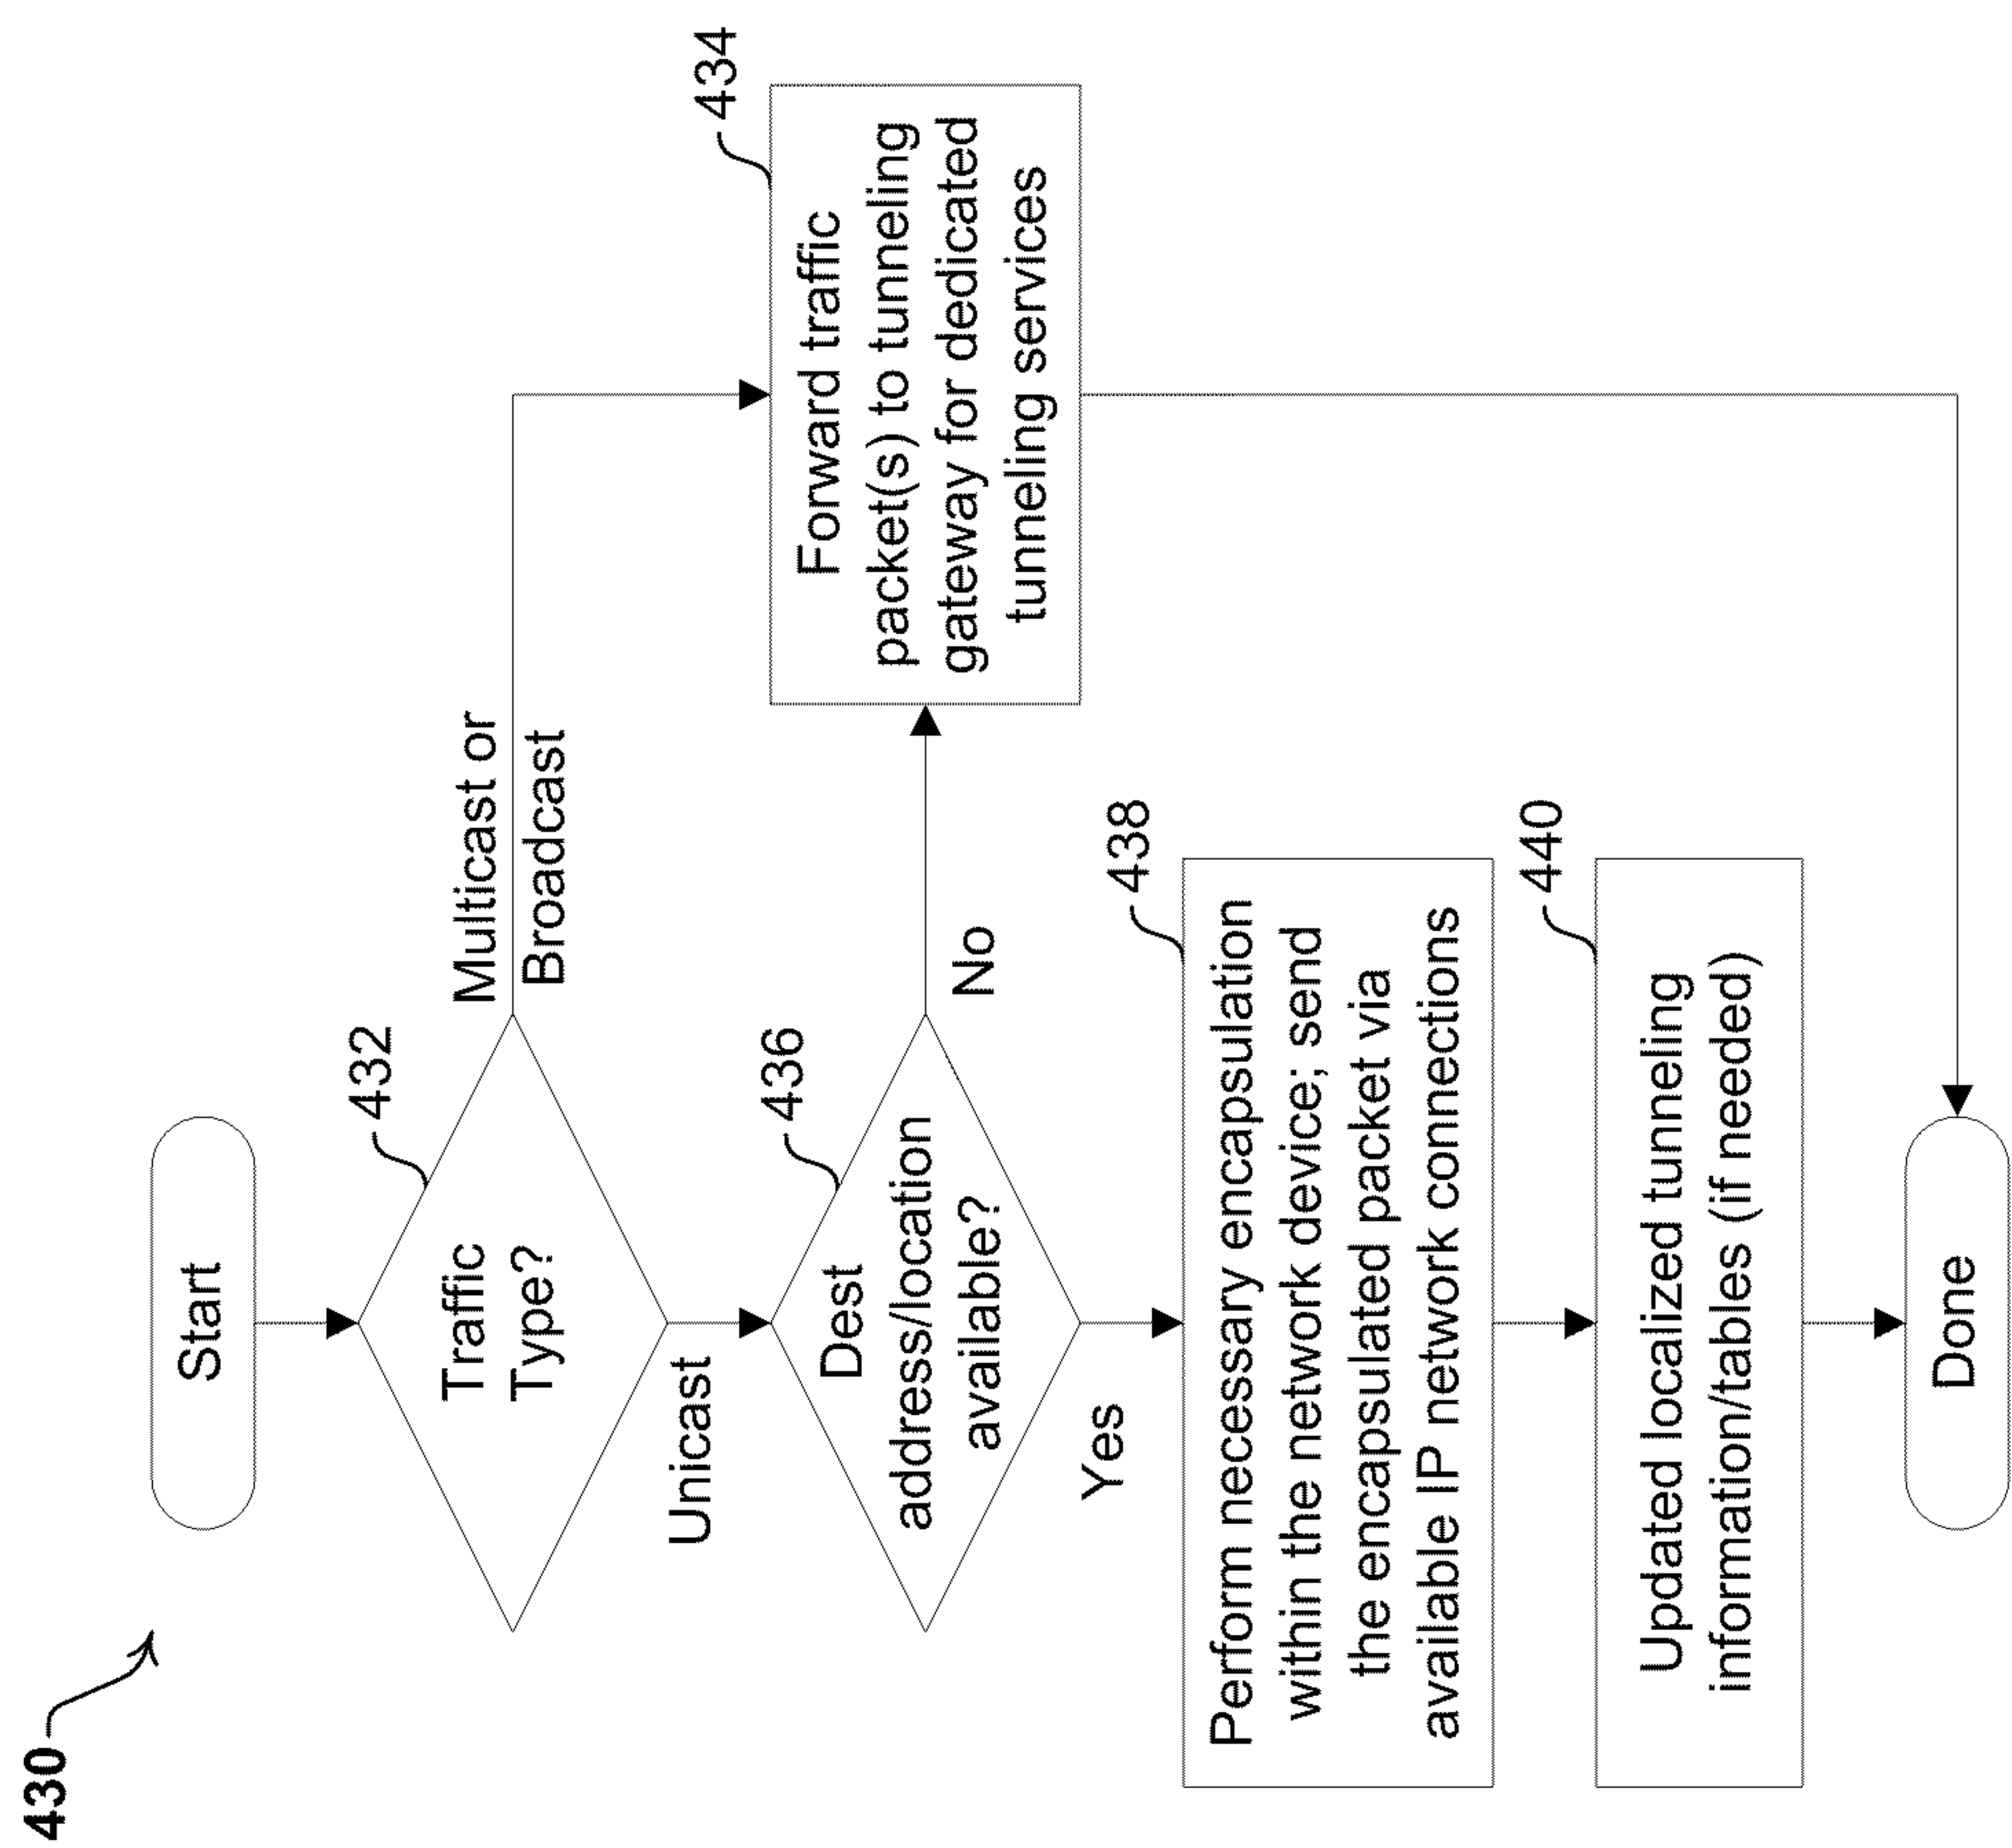 430
Start
432
Traffic
Type?
Multicast or
Broadcast
434
Forward traffic
packet(s) to tunneling
gateway for dedicated
tunneling services
Unicast
436
Dest
address/location
available?
No
Yes
438
Perform necessary encapsulation
within the network device; send
the encapsulated packet via
available IP network connections
440
Updated localized tunneling
information/tables (if needed)
Done